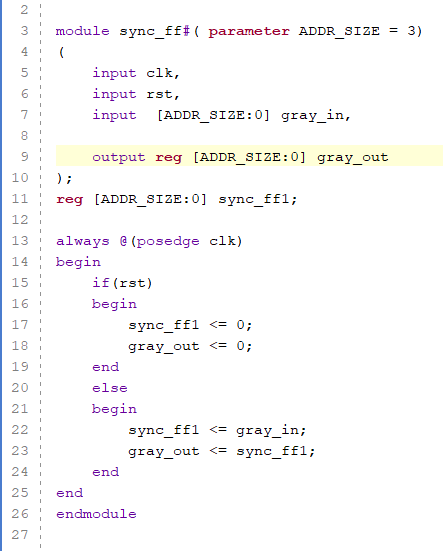 2
3 module sync_ff#( parameter ADDR_SIZE = 3)
4 (
5 input clk,
6 input rst,
7 input  [ADDR_SIZE:0] gray_in,
8
9 output reg [ADDR_SIZE:0] gray_out
10 );
11 reg [ADDR_SIZE:0] sync_ff1;
12
13 always @(posedge clk)
14 begin
15 if(rst)
16 begin
17 sync_ff1 <= 0;
18 gray_out <= 0;
19 end
20 else
21 begin
22 sync_ff1 <= gray_in;
23 gray_out <= sync_ff1;
24 end
25 end
26 endmodule
27